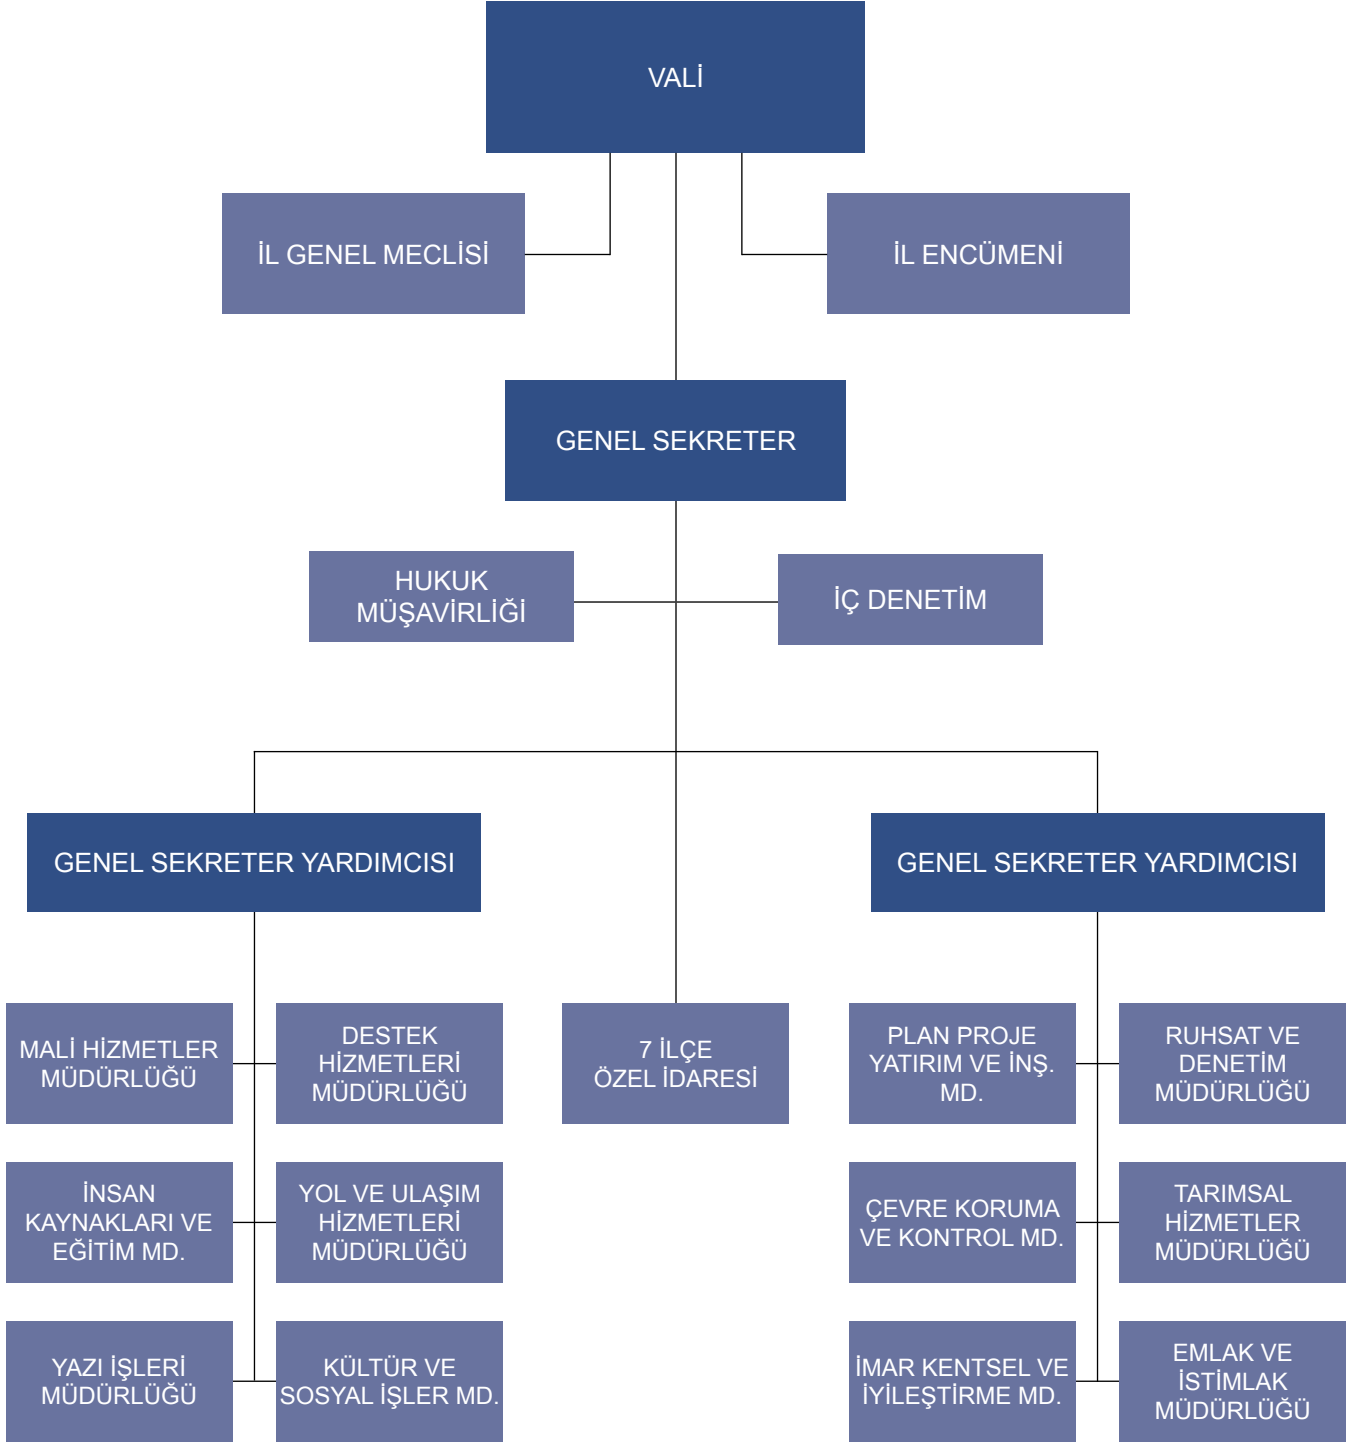 VALİ
İL GENEL MECLİSİ
İL ENCÜMENİ
GENEL SEKRETER
HUKUK
MÜŞAVİRLİĞİ
İÇ DENETİM
GENEL SEKRETER YARDIMCISI
GENEL SEKRETER YARDIMCISI
MALİ HİZMETLER
MÜDÜRLÜĞÜ
DESTEK
HİZMETLERİ
MÜDÜRLÜĞÜ
7 İLÇE
ÖZEL İDARESİ
PLAN PROJE
YATIRIM VE İNŞ.
MD.
RUHSAT VE
DENETİM
MÜDÜRLÜĞÜ
İNSAN
KAYNAKLARI VE
EĞİTİM MD.
YOL VE ULAŞIM
HİZMETLERİ
MÜDÜRLÜĞÜ
ÇEVRE KORUMA
VE KONTROL MD.
TARIMSAL
HİZMETLER
MÜDÜRLÜĞÜ
YAZI İŞLERİ
MÜDÜRLÜĞÜ
KÜLTÜR VE
SOSYAL İŞLER MD.
İMAR KENTSEL VE
İYİLEŞTİRME MD.
EMLAK VE
İSTİMLAK
MÜDÜRLÜĞÜ